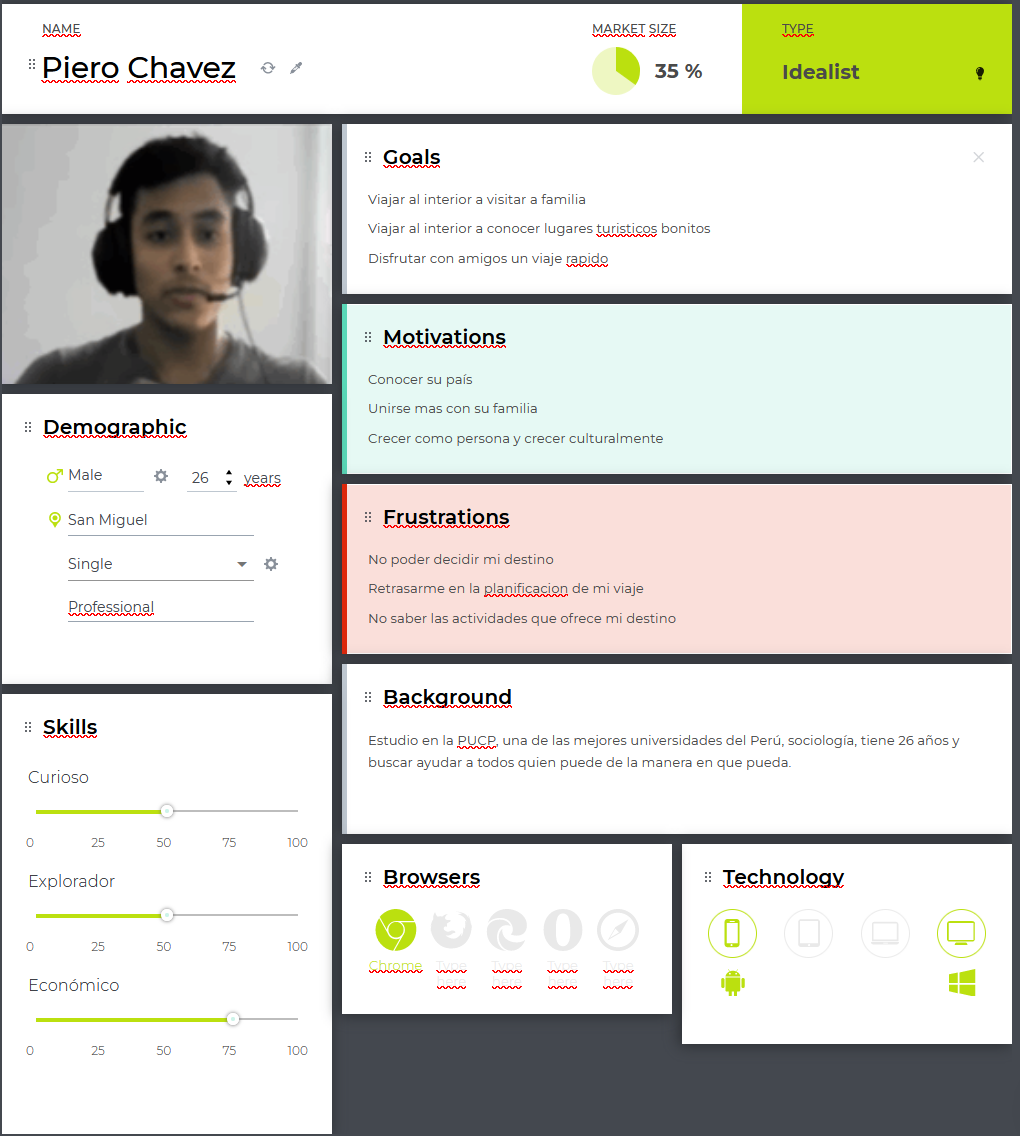 NAME
Piero Chavez
MARKET SIZE
35 %
TYPE
Idealist
Goals
Viajar al interior a visitar a familia
Viajar al interior a conocer lugares turisticos bonitos
Disfrutar con amigos un viaje rapido
Motivations
Conocer su país
Unirse mas con su familia
Crecer como persona y crecer culturalmente
Demographic
Male
26 years
San Miguel
Single
Professional
Frustrations
No poder decidir mi destino
Retrasarme en la planificacion de mi viaje
No saber las actividades que ofrece mi destino
Skills
Curioso
0 25 50 75 100
Explorador
0 25 50 75 100
Económico
0 25 50 75 100
Background
Estudio en la PUCP, una de las mejores universidades del Perú, sociología, tiene 26 años y
buscar ayudar a todos quien puede de la manera en que pueda.
Browsers
Chrome Type Type Type Type
Technology